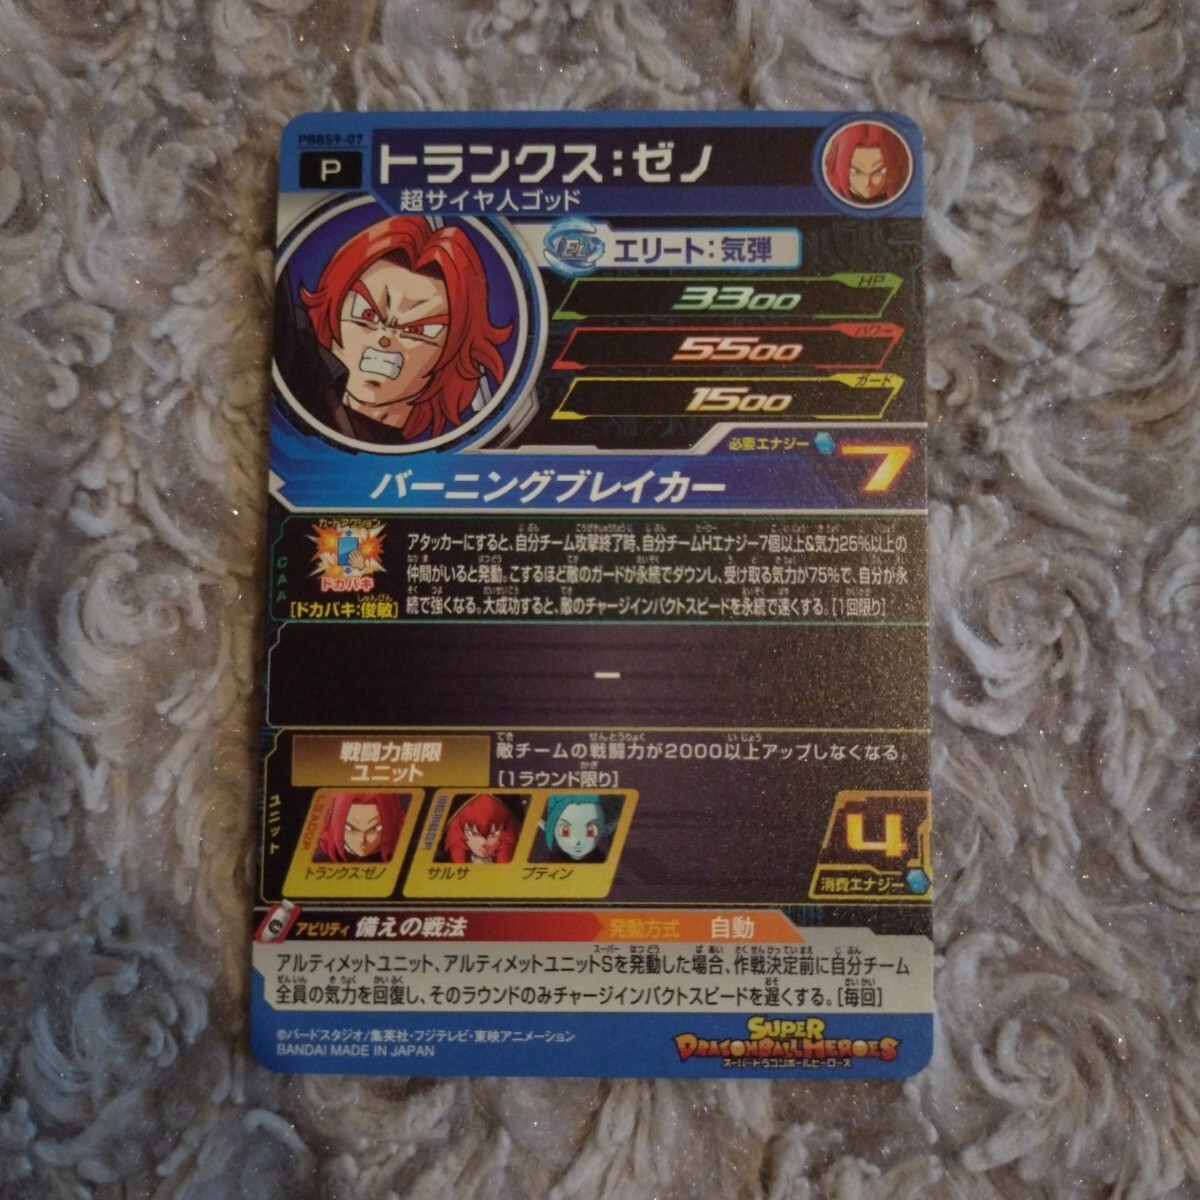 PBBS9-07
P
トランクス：ゼノ
超サイヤ人ゴッド
EL
エリート：気弾
HP
3300
パワー
5500
ガード
1500
必要エナジー
7
バーニングブレイカー
CAA
カードアクション
ドカバキ
[ドカバキ:俊敏]
しゅんびん
アタッカーにすると、自分チーム攻撃終了時、自分チームHエナジー7個以上&気力25%以上の
仲間がいると発動。こするほど敵のガードが永続でダウンし、受け取る気力が75%で、自分が永
続で強くなる。大成功すると、敵のチャージインパクトスピードを永続で速くする。[1回限り]
－
ユニット
戦闘力制限
ユニット
敵チームの戦闘力が2000以上アップしなくなる。
[1ラウンド限り]
LEADER
トランクス:ゼノ
MEMBER
サルサ
プティン
4
消費エナジー
アビリティ 備えの戦法
発動方式 自動
アルティメットユニット、アルティメットユニットSを発動した場合、作戦決定前に自分チーム
全員の気力を回復し、そのラウンドのみチャージインパクトスピードを遅くする。[毎回]
©バードスタジオ/集英社・フジテレビ・東映アニメーション
BANDAI MADE IN JAPAN
SUPER
DRAGONBALL HEROES
スーパードラゴンボールヒーローズ